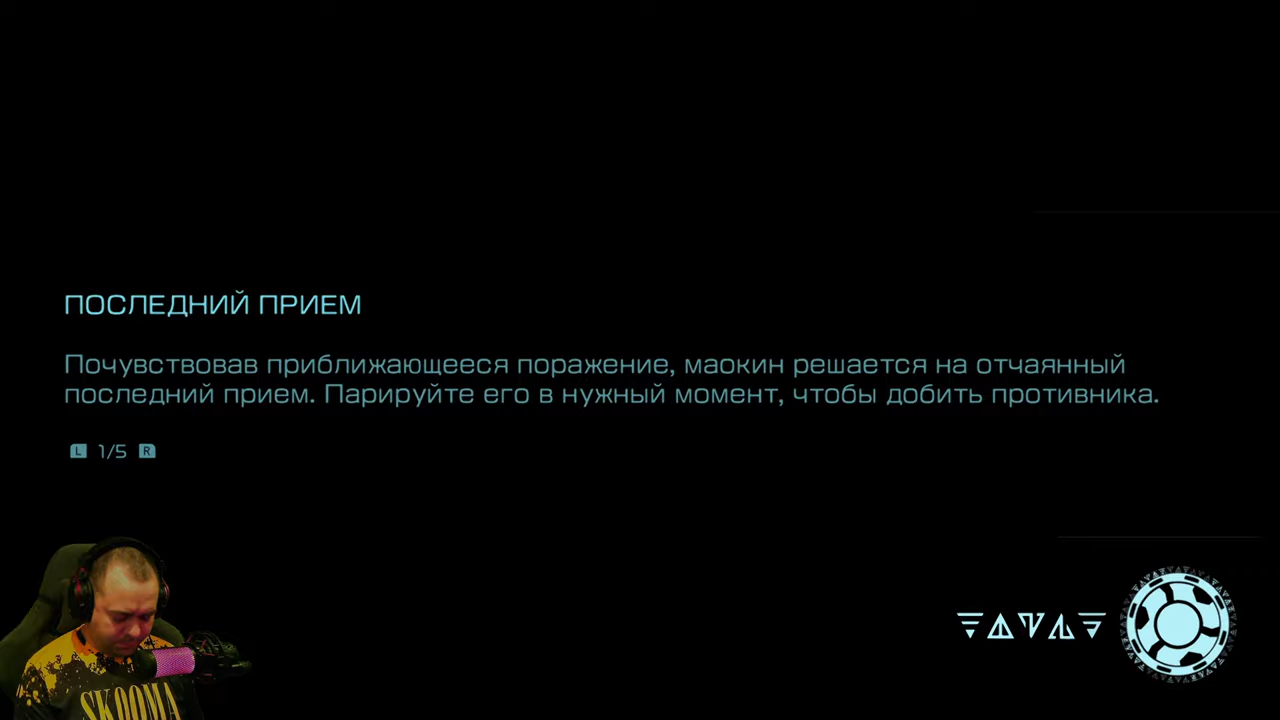 ПОСЛЕДНИЙ ПРИЕМ
Почувствовав приближающееся поражение, маокин решается на отчаянный
последний прием. Парируйте его в нужный момент, чтобы добить противника.
L 1/5 R
SKOOMA